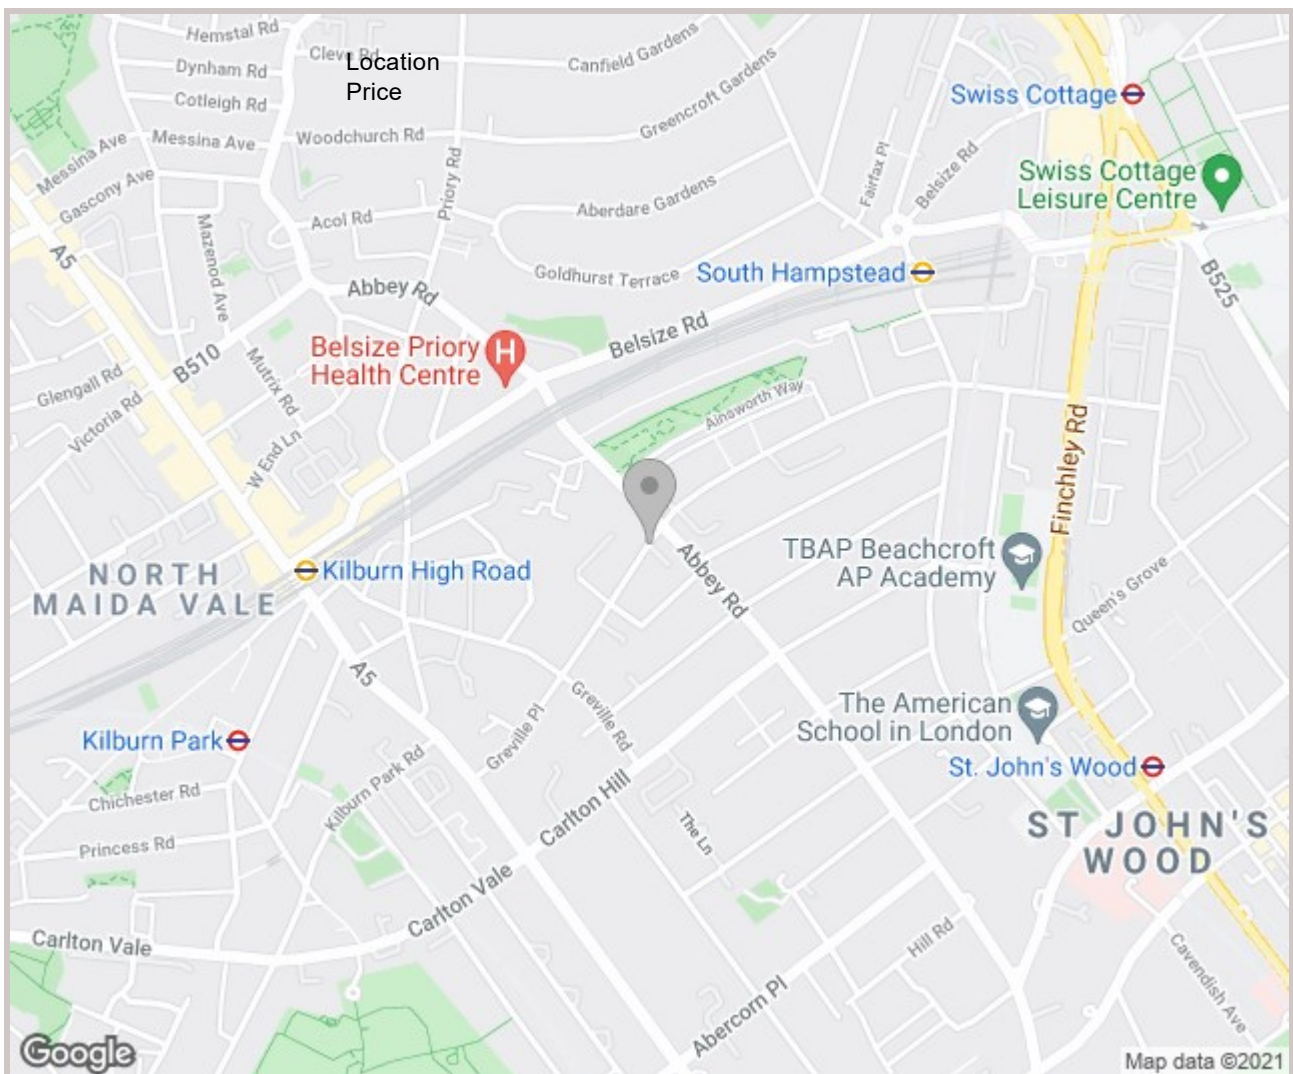 Hemstal Rd
Cleve Rd
Location
Price
Canfield Gardens
Dynham Rd
Cotleigh Rd
Greencroft Gardens
Swiss Cottage
Messina Ave
Messina Ave
Woodchurch Rd
Priory Rd
Fairfax Pl
Belsize Rd
Swiss Cottage
Leisure Centre
Gascony Ave
Mazenod Ave
Acol Rd
Aberdare Gardens
A5
Goldhurst Terrace
South Hampstead
B525
Abbey Rd
Belsize Rd
B510
Belsize Priory
Health Centre
H
Glengall Rd
Victoria Rd
Mutrix Rd
W End Ln
Ainsworth Way
Finchley Rd
NORTH
MAIDA VALE
Kilburn High Road
Abbey Rd
TBAP Beachcroft
AP Academy
Queen's Grove
A5
Greville Pl
Greville Rd
The American
School in London
Kilburn Park
St. John's Wood
Chichester Rd
Kilburn Park Rd
Carlton Hill
The Ln
Princess Rd
ST JOHN'S
WOOD
Carlton Vale
Carlton Vale
Hill Rd
Cavendish Ave
Abercorn Pl
Google
Map data ©2021